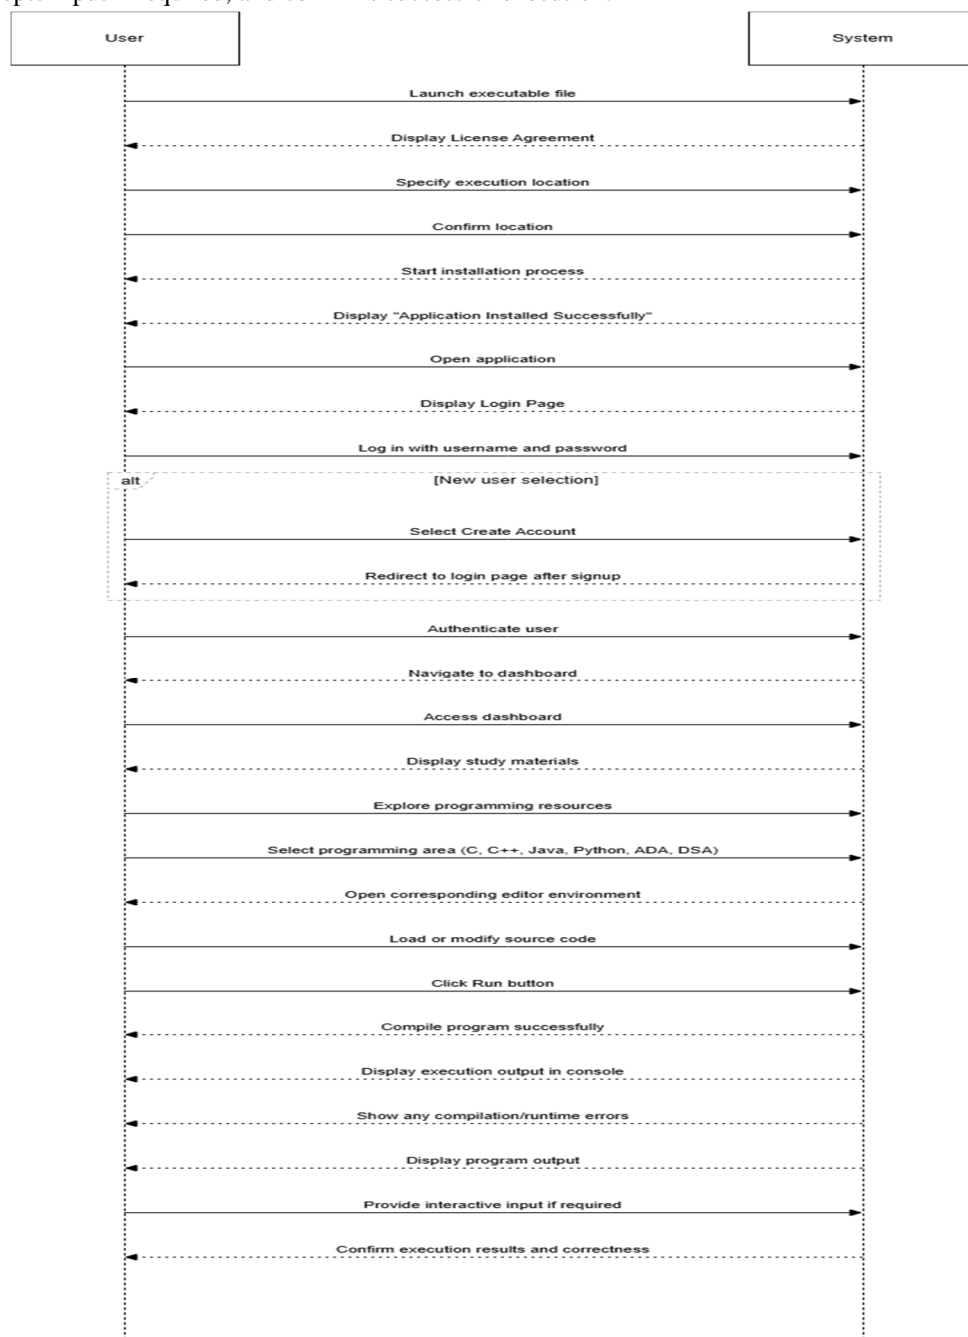 input required, and
User
System
Launch executable file
Display License Agreement
Specify execution location
Confirm location
Start installation process
Display "Application Installed Successfully"
Open application
Display Login Page
Log in with username and password
alt
[New user selection]
Select Create Account
Redirect to login page after signup
Authenticate user
Navigate to dashboard
Access dashboard
Display study materials
Explore programming resources
Select programming area (C, C++, Java, Python, ADA, DSA)
Open corresponding editor environment
Load or modify source code
Click Run button
Compile program successfully
Display execution output in console
Show any compilation/runtime errors
Display program output
Provide interactive input if required
Confirm execution results and correctness